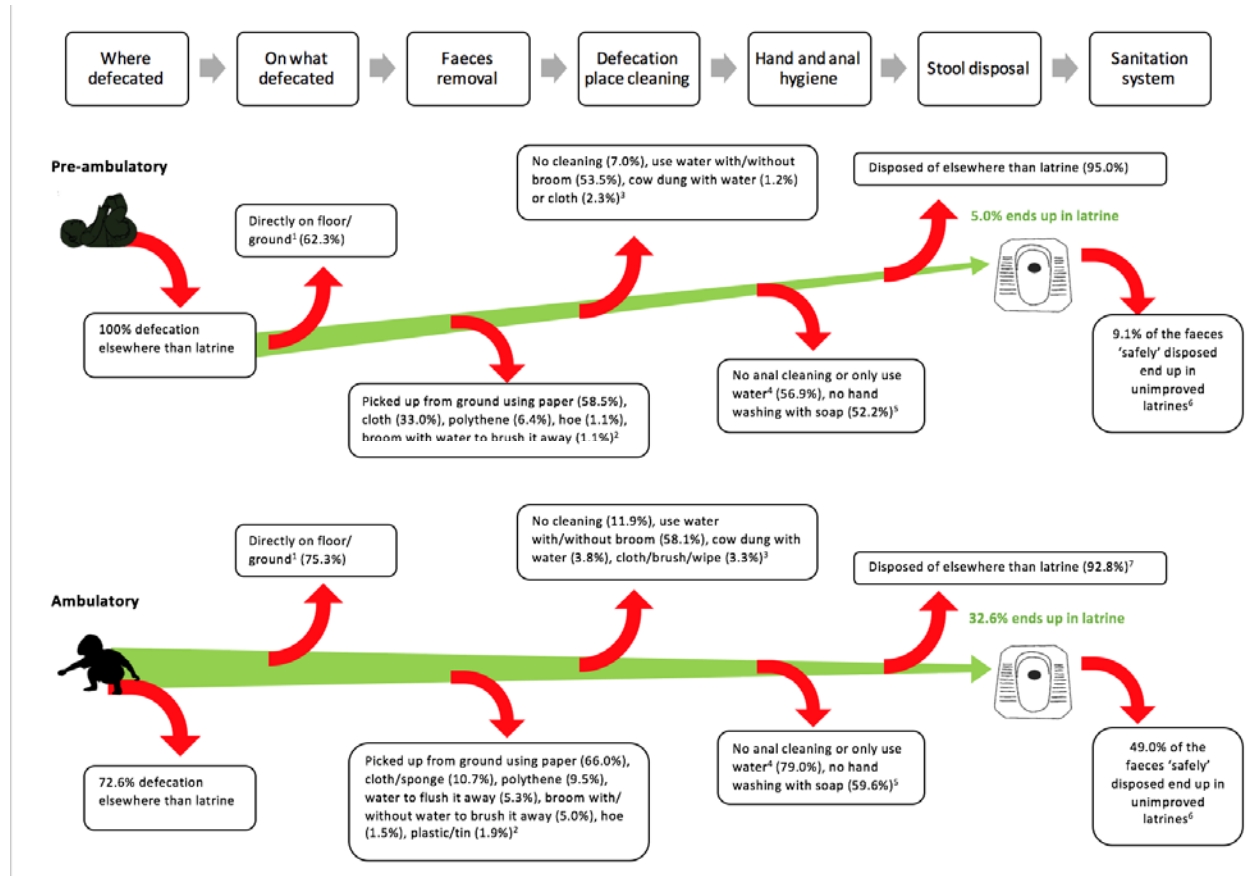 Where
defecated
On what
defecated
Faeces
removal
Defecation
place cleaning
Hand and anal
hygiene
Stool disposal
Sanitation
system
Pre-ambulatory
Directly on floor/
ground¹ (62.3%)
No cleaning (7.0%), use water with/without
broom (53.5%), cow dung with water (1.2%)
or cloth (2.3%)³
Disposed of elsewhere than latrine (95.0%)
5.0% ends up in latrine
100% defecation
elsewhere than latrine
Picked up from ground using paper (58.5%),
cloth (33.0%), polythene (6.4%), hoe (1.1%),
broom with water to brush it away (1.1%)²
No anal cleaning or only use
water⁴ (56.9%), no hand
washing with soap (52.2%)⁵
9.1% of the faeces
‘safely’ disposed
end up in
unimproved
latrines⁶
Ambulatory
Directly on floor/
ground¹ (75.3%)
No cleaning (11.9%), use water
with/without broom (58.1%), cow dung with
water (3.8%), cloth/brush/wipe (3.3%)³
Disposed of elsewhere than latrine (92.8%)⁷
32.6% ends up in latrine
72.6% defecation
elsewhere than latrine
Picked up from ground using paper (66.0%),
cloth/sponge (10.7%), polythene (9.5%),
water to flush it away (5.3%), broom with/
without water to brush it away (5.0%), hoe
(1.5%), plastic/tin (1.9%)²
No anal cleaning or only use
water⁴ (79.0%), no hand
washing with soap (59.6%)⁵
49.0% of the
faeces ‘safely’
disposed end up in
unimproved
latrines⁶